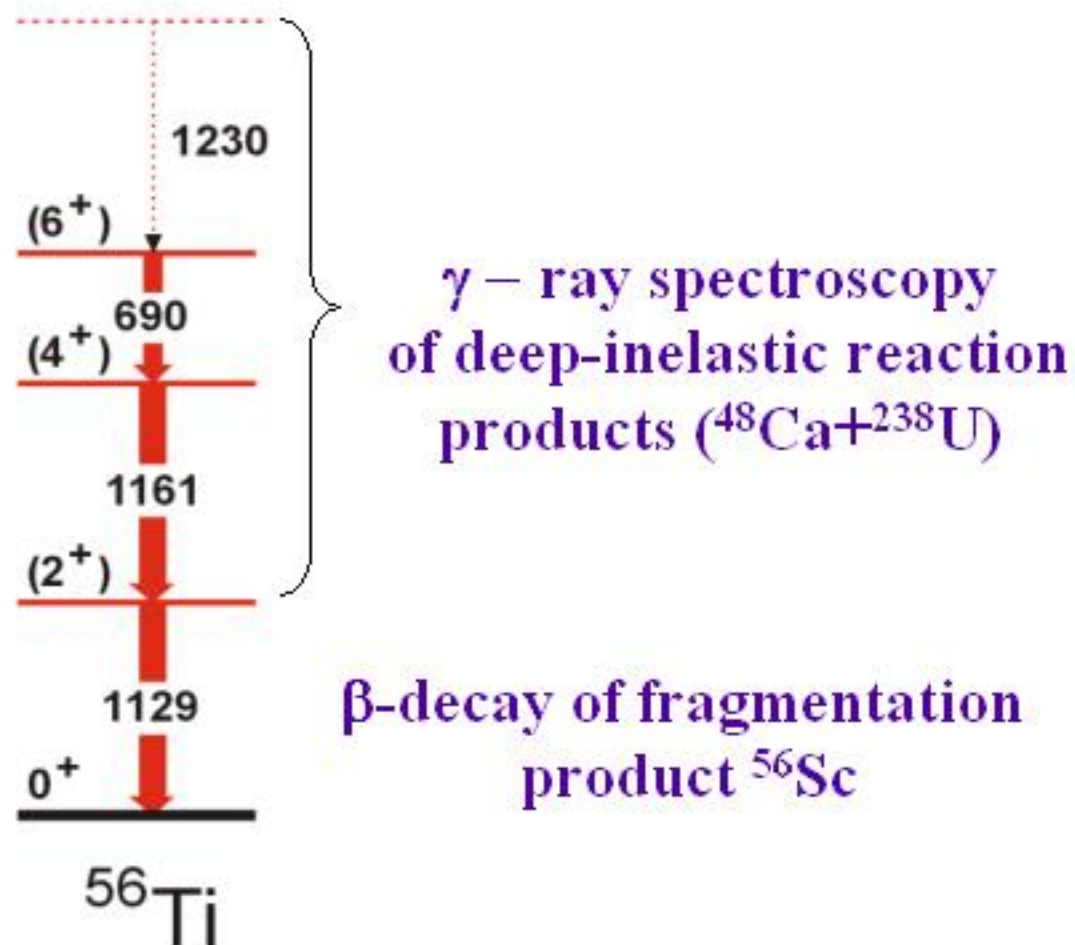 1230
(6⁺)
690
(4⁺)
1161
(2⁺)
1129
0⁺
⁵⁶Ti
γ – ray spectroscopy
of deep-inelastic reaction
products (⁴⁸Ca+²³⁸U)
β-decay of fragmentation
product ⁵⁶Sc